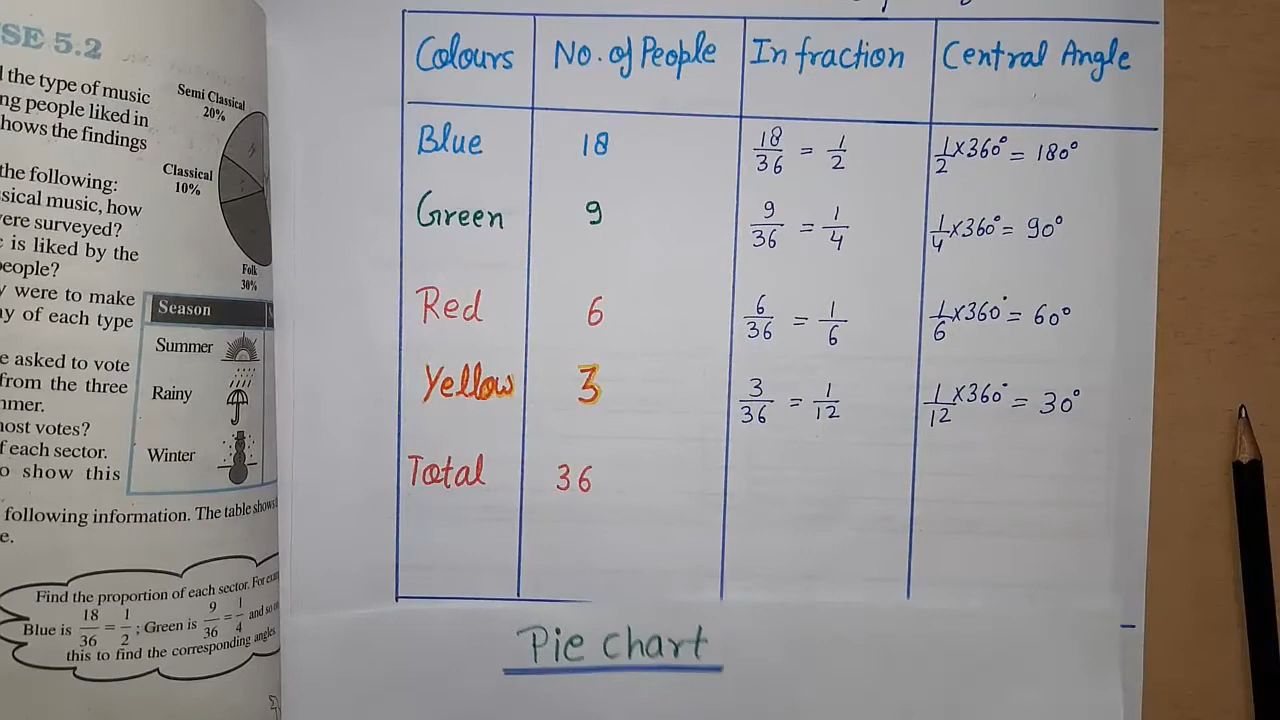 SE 5.2
the type of music
ng people liked in
hows the findings
the following:
sical music, how
ere surveyed?
is liked by the
eople?
y were to make
ay of each type
e asked to vote
from the three
mmer.
ost votes?
f each sector.
o show this
following information. The table shows
e.
Semi Classical
20%
Classical
10%
Folk
30%
Season
Summer
Rainy
Winter
Find the proportion of each sector. For exa
Blue is 18/36 = 1/2 ; Green is 9/36 = 1/4 and so on
this to find the corresponding angles
Colours No. of People In fraction Central Angle
Blue 18 18/36 = 1/2 1/2 × 360° = 180°
Green 9 9/36 = 1/4 1/4 × 360° = 90°
Red 6 6/36 = 1/6 1/6 × 360° = 60°
Yellow 3 3/36 = 1/12 1/12 × 360° = 30°
Total 36
Pie chart